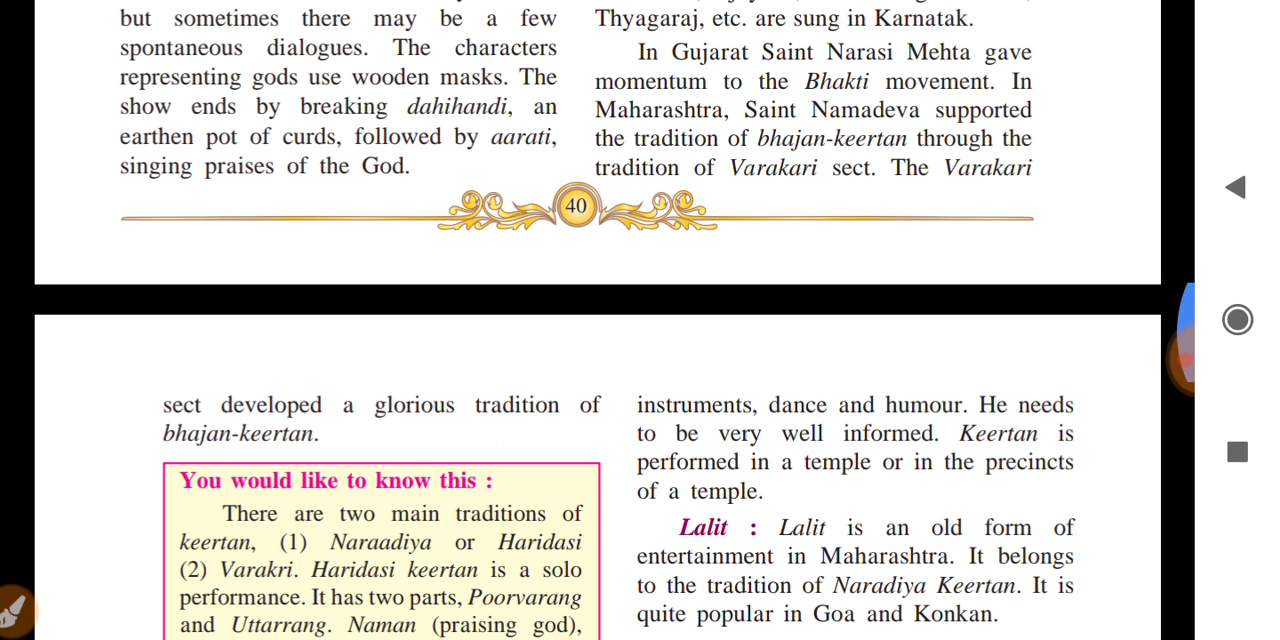 but sometimes there may be a few
spontaneous dialogues. The characters
representing gods use wooden masks. The
show ends by breaking dahihandi, an
earthen pot of curds, followed by aarati,
singing praises of the God.
Thyagaraj, etc. are sung in Karnatak.
In Gujarat Saint Narasi Mehta gave
momentum to the Bhakti movement. In
Maharashtra, Saint Namadeva supported
the tradition of bhajan-keertan through the
tradition of Varakari sect. The Varakari
40
sect developed a glorious tradition of
bhajan-keertan.
You would like to know this :
There are two main traditions of
keertan, (1) Naraadiya or Haridasi
(2) Varakri. Haridasi keertan is a solo
performance. It has two parts, Poorvarang
and Uttarrang. Naman (praising god),
instruments, dance and humour. He needs
to be very well informed. Keertan is
performed in a temple or in the precincts
of a temple.
Lalit : Lalit is an old form of
entertainment in Maharashtra. It belongs
to the tradition of Naradiya Keertan. It is
quite popular in Goa and Konkan.